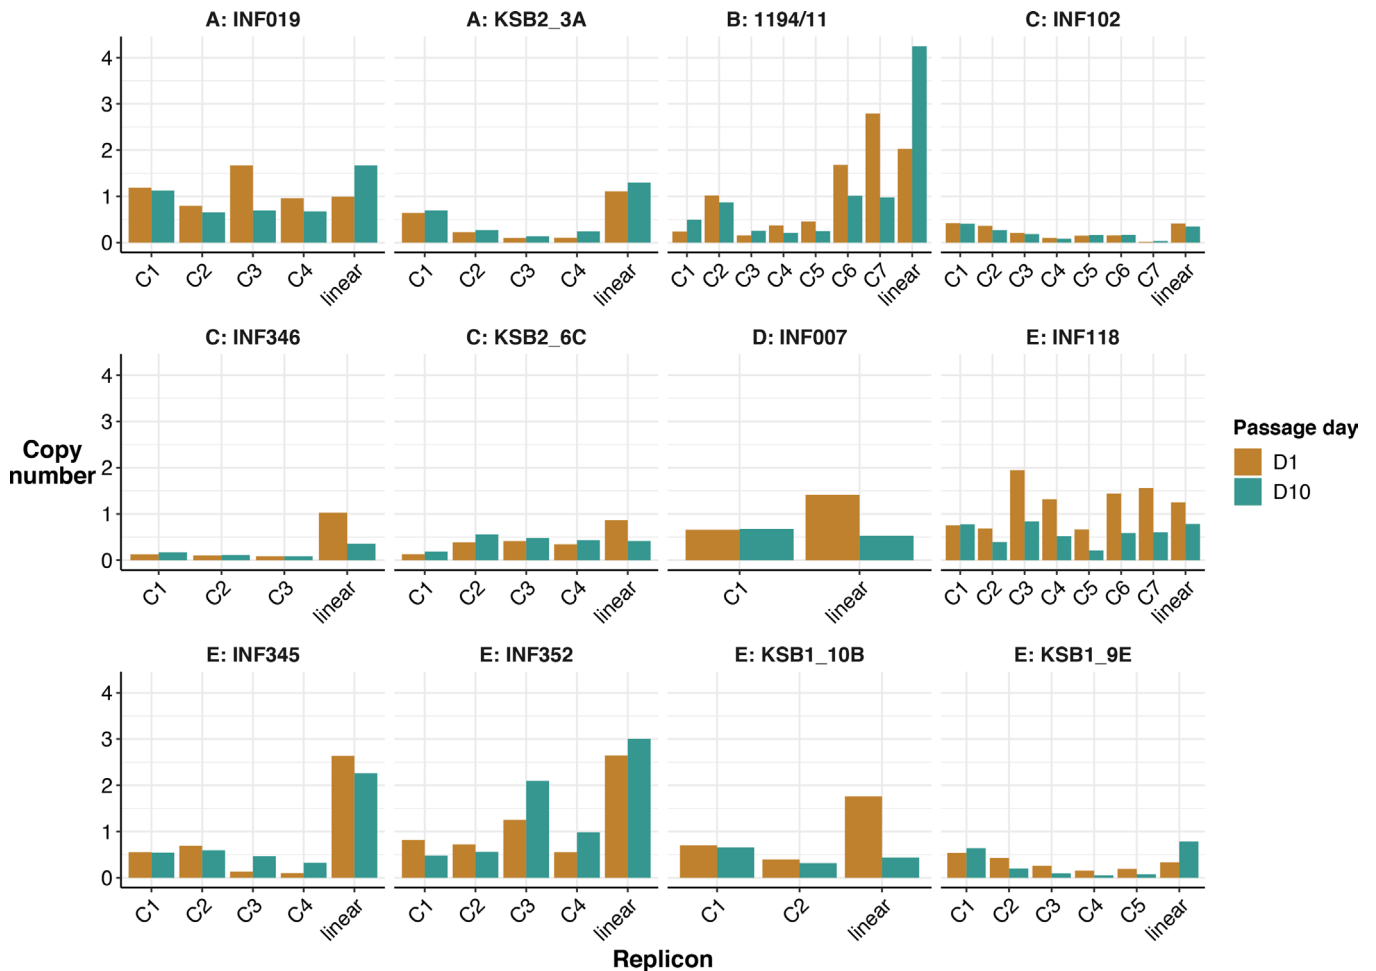 A: INF019
A: KSB2_3A
B: 1194/11
C: INF102
4
3
2
1
0
C1 C2 C3 C4 linear
C1 C2 C3 C4 linear
C1 C2 C3 C4 C5 C6 C7 linear
C1 C2 C3 C4 C5 C6 C7 linear
C: INF346
C: KSB2_6C
D: INF007
E: INF118
Copy
number
4
3
2
1
0
C1 C2 C3 linear
C1 C2 C3 C4 linear
C1 linear
C1 C2 C3 C4 C5 C6 C7 linear
Passage day
D1
D10
E: INF345
E: INF352
E: KSB1_10B
E: KSB1_9E
4
3
2
1
0
C1 C2 C3 C4 linear
C1 C2 C3 C4 linear
C1 C2 linear
C1 C2 C3 C4 C5 linear
Replicon